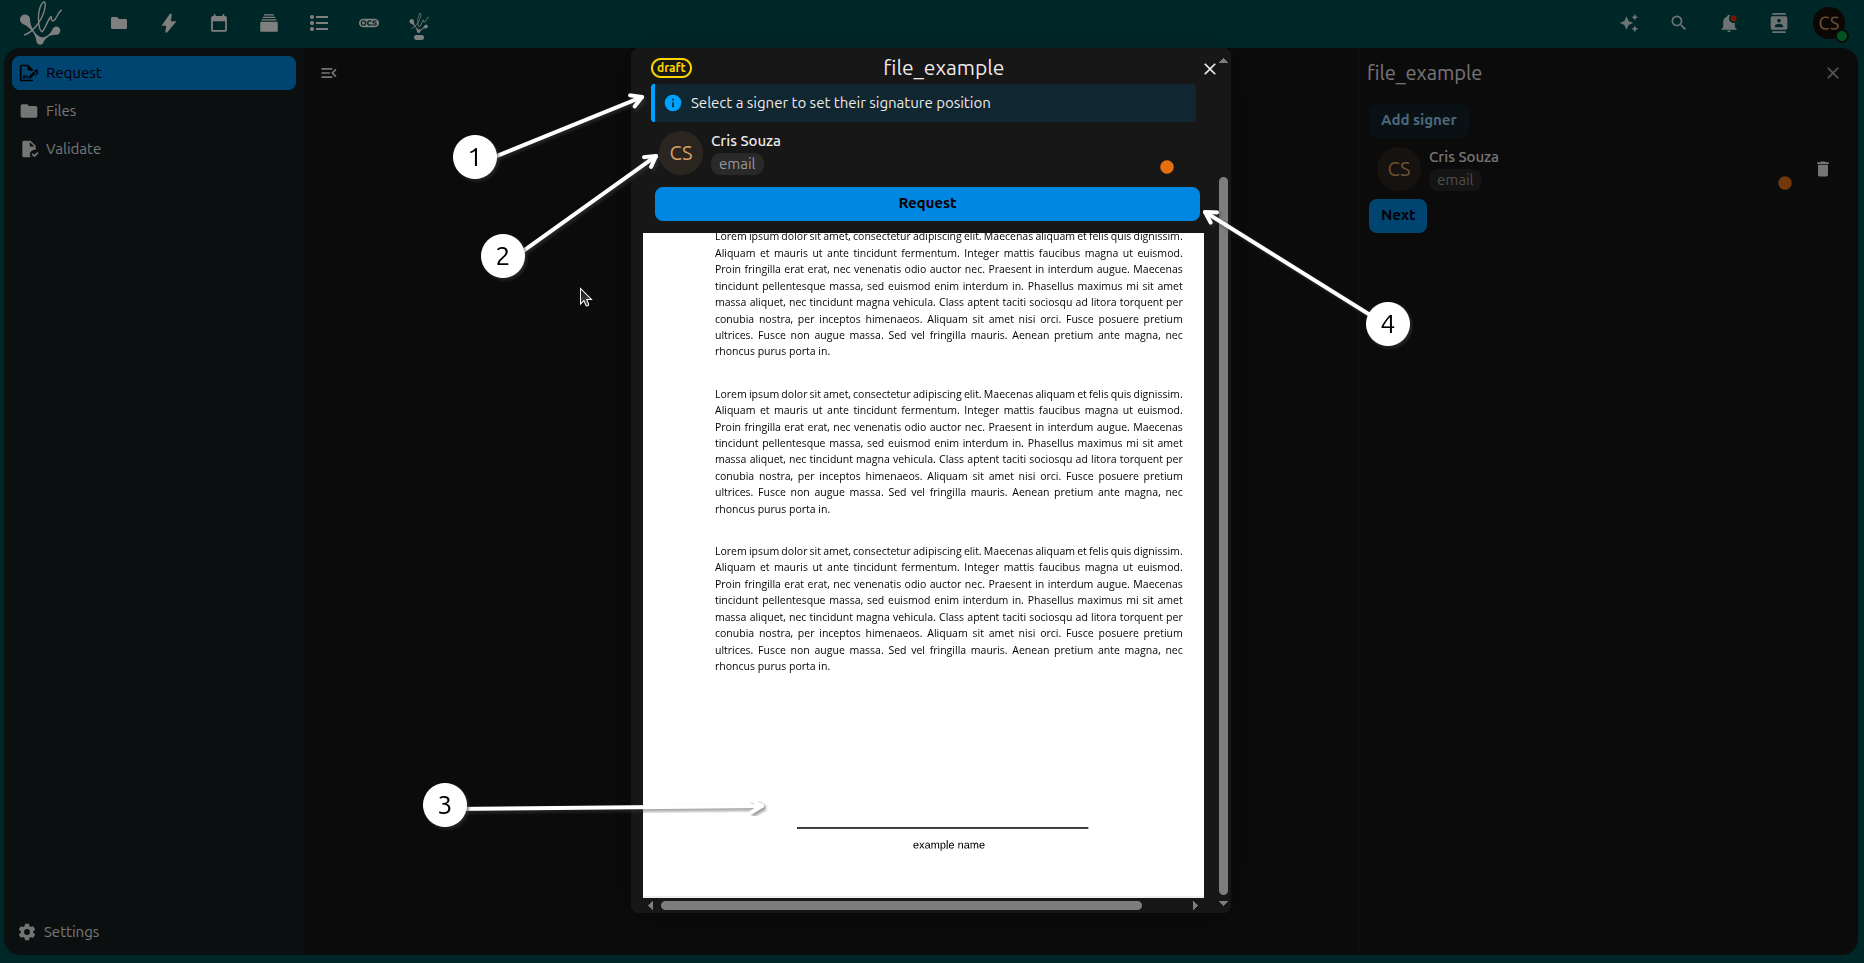 OCS
CS
Request
Files
Validate
Settings
draft
file_example
Select a signer to set their signature position
CS
Cris Souza
email
Request
Lorem ipsum dolor sit amet, consectetur adipiscing elit. Maecenas aliquam et felis quis dignissim.
Aliquam et mauris ut ante tincidunt fermentum. Integer mattis faucibus magna ut euismod.
Proin fringilla erat erat, nec venenatis odio auctor nec. Praesent in interdum augue. Maecenas
tincidunt pellentesque massa, sed euismod enim interdum in. Phasellus maximus mi sit amet
massa aliquet, nec tincidunt magna vehicula. Class aptent taciti sociosqu ad litora torquent per
conubia nostra, per inceptos himenaeos. Aliquam sit amet nisi orci. Fusce posuere pretium
ultrices. Fusce non augue massa. Sed vel fringilla mauris. Aenean pretium ante magna, nec
rhoncus purus porta in.
Lorem ipsum dolor sit amet, consectetur adipiscing elit. Maecenas aliquam et felis quis dignissim.
Aliquam et mauris ut ante tincidunt fermentum. Integer mattis faucibus magna ut euismod.
Proin fringilla erat erat, nec venenatis odio auctor nec. Praesent in interdum augue. Maecenas
tincidunt pellentesque massa, sed euismod enim interdum in. Phasellus maximus mi sit amet
massa aliquet, nec tincidunt magna vehicula. Class aptent taciti sociosqu ad litora torquent per
conubia nostra, per inceptos himenaeos. Aliquam sit amet nisi orci. Fusce posuere pretium
ultrices. Fusce non augue massa. Sed vel fringilla mauris. Aenean pretium ante magna, nec
rhoncus purus porta in.
Lorem ipsum dolor sit amet, consectetur adipiscing elit. Maecenas aliquam et felis quis dignissim.
Aliquam et mauris ut ante tincidunt fermentum. Integer mattis faucibus magna ut euismod.
Proin fringilla erat erat, nec venenatis odio auctor nec. Praesent in interdum augue. Maecenas
tincidunt pellentesque massa, sed euismod enim interdum in. Phasellus maximus mi sit amet
massa aliquet, nec tincidunt magna vehicula. Class aptent taciti sociosqu ad litora torquent per
conubia nostra, per inceptos himenaeos. Aliquam sit amet nisi orci. Fusce posuere pretium
ultrices. Fusce non augue massa. Sed vel fringilla mauris. Aenean pretium ante magna, nec
rhoncus purus porta in.
example name
1
2
3
4
file_example
Add signer
CS
Cris Souza
email
Next